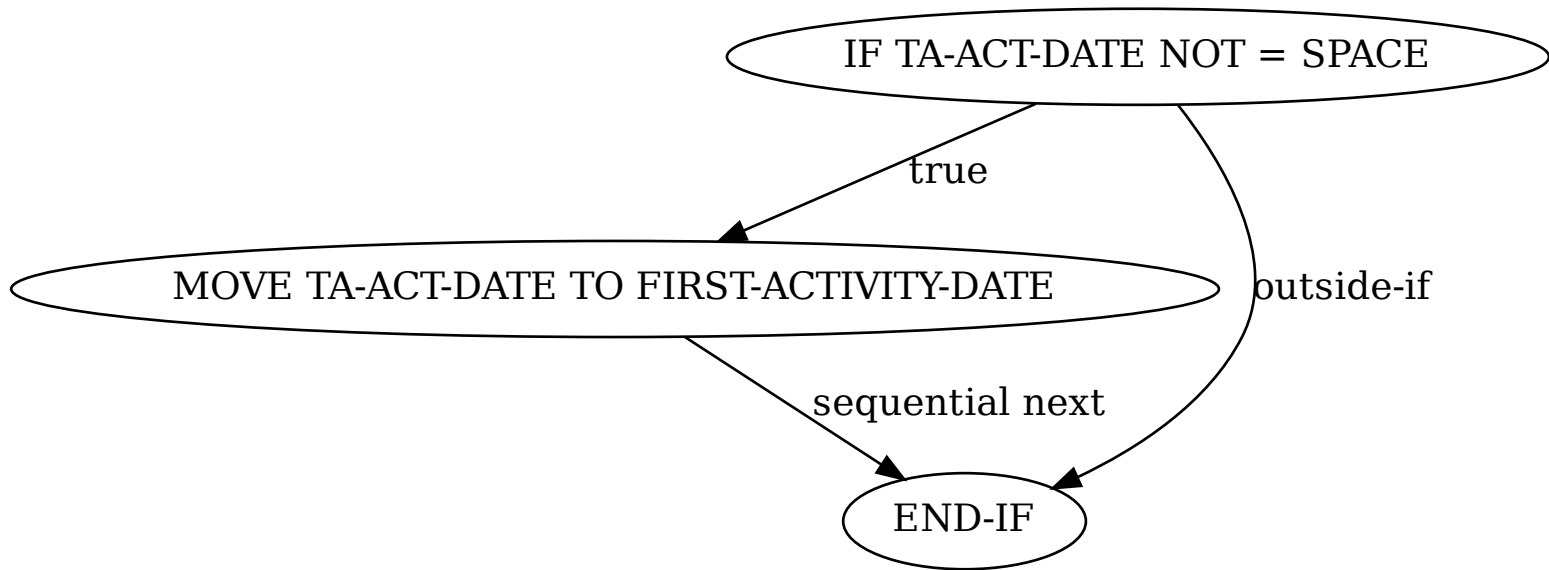 IF TA-ACT-DATE NOT = SPACE
true
MOVE TA-ACT-DATE TO FIRST-ACTIVITY-DATE
outside-if
sequential next
END-IF